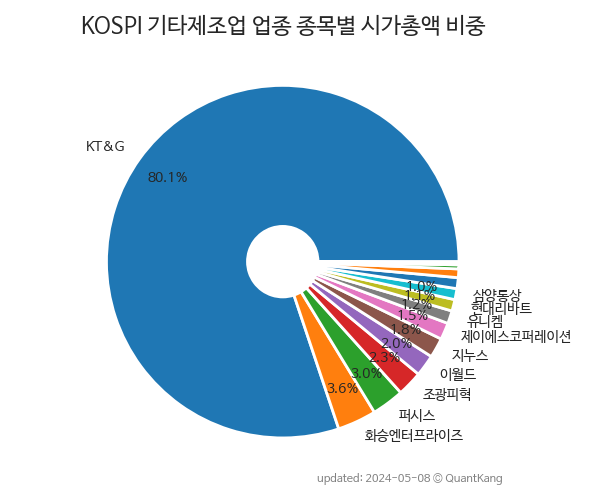 KOSPI 기타제조업 업종 종목별 시가총액 비중
KT&G
80.1%
1.0%
삼양통상
1.1%
현대리바트
1.2%
유니켐
1.5%
제이에스코퍼레이션
1.8%
지누스
2.0%
이월드
2.3%
조광피혁
3.0%
퍼시스
3.6%
화승엔터프라이즈
updated: 2024-05-08 ⓒ QuantKang